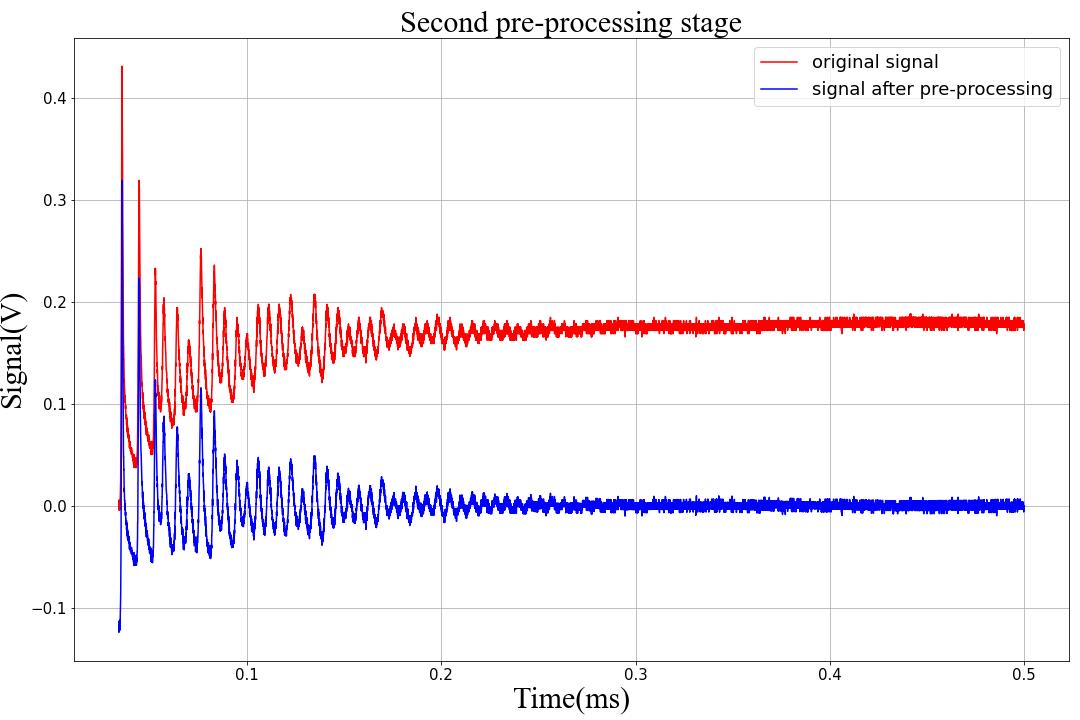 Second pre-processing stage
original signal
signal after pre-processing
Signal(V)
0.4
0.3
0.2
0.1
0.0
−0.1
0.1 0.2 0.3 0.4 0.5
Time(ms)